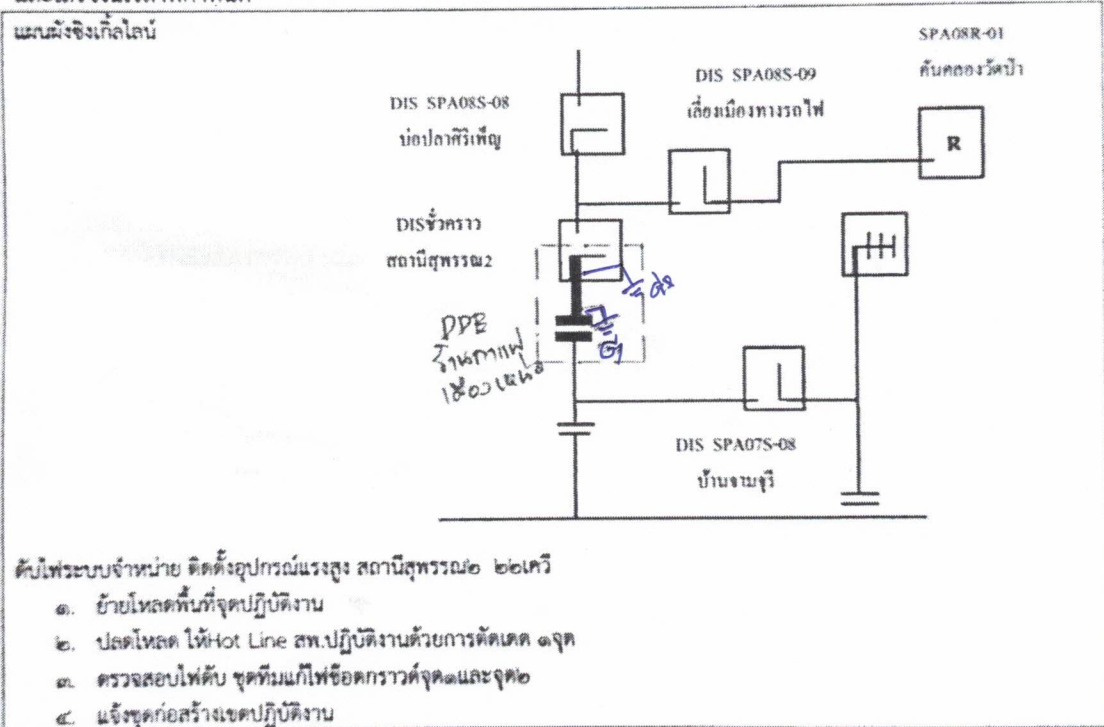 แผนผังซิงเกิ้ลไลน์
SPA08R-01
คันคลองวัดป่า
DIS SPA08S-09
เลี่ยงเมืองทางรถไฟ
DIS SPA08S-08
บ่อปลาศิริเพ็ญ
R
DISชั่วคราว
สถานีสุพรรณ2
DIS SPA07S-08
บ้านจามจุรี
ดับไฟระบบจำหน่าย ติดตั้งอุปกรณ์แรงสูง สถานีสุพรรณ๒ ๒๒เควี
๑. ย้ายโหลดพื้นที่จุดปฏิบัติงาน
๒. ปลดโหลด ให้Hot Line สพ.ปฏิบัติงานด้วยการตัดเดด ๑จุด
๓. ตรวจสอบไฟดับ ชุดทีมแก้ไฟช็อตกราวด์จุด๑และจุด๒
๔. แจ้งชุดก่อสร้างเขตปฏิบัติงาน